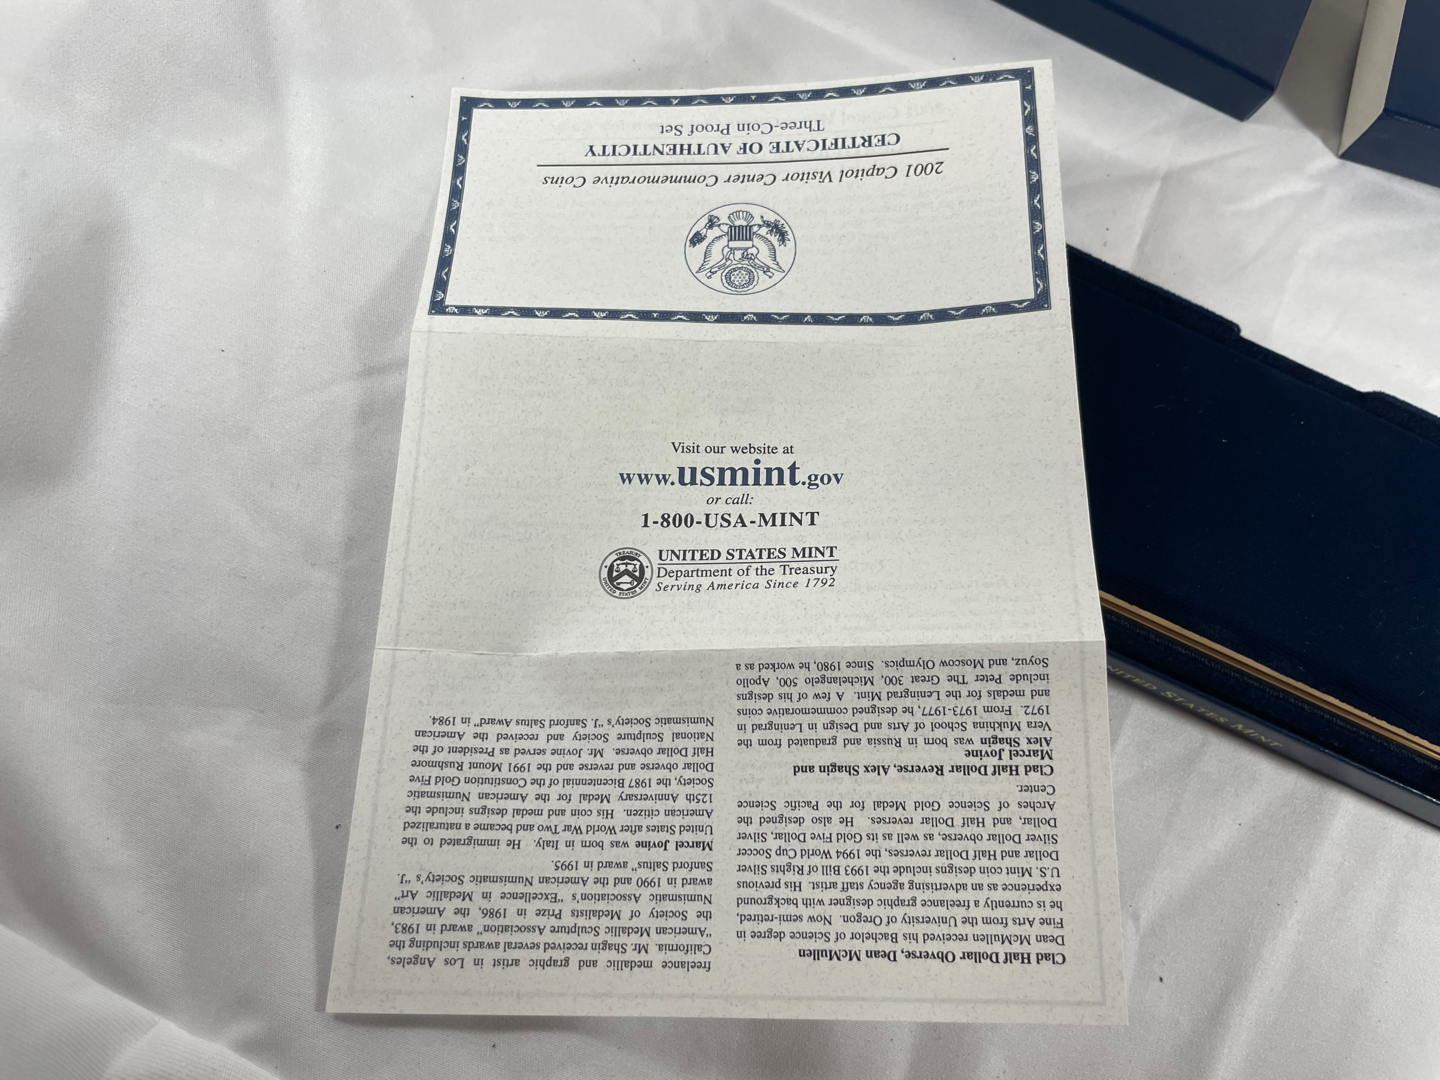 2001 Capitol Visitor Center Commemorative Coins
CERTIFICATE OF AUTHENTICITY
Three-Coin Proof Set
Visit our website at
www.usmint.gov
or call:
1-800-USA-MINT
UNITED STATES MINT
Department of the Treasury
Serving America Since 1792
Clad Half Dollar Obverse, Dean McMullen
Dean McMullen received his Bachelor of Science degree in
Fine Arts from the University of Oregon. Now semi-retired,
he is currently a freelance graphic designer with background
experience as an advertising agency staff artist. His previous
U.S. Mint coin designs include the 1993 Bill of Rights Silver
Dollar and Half Dollar reverses, the 1994 World Cup Soccer
Silver Dollar obverse, as well as its Gold Five Dollar, Silver
Dollar, and Half Dollar reverses. He also designed the
Arches of Science Gold Medal for the Pacific Science
Center.
Clad Half Dollar Reverse, Alex Shagin and
Marcel Jovine
Alex Shagin was born in Russia and graduated from the
Vera Mukhina School of Arts and Design in Leningrad in
1972. From 1973-1977, he designed commemorative coins
and medals for the Leningrad Mint. A few of his designs
include Peter The Great 300, Michelangelo 500, Apollo
Soyuz, and Moscow Olympics. Since 1980, he worked as a
freelance medallic and graphic artist in Los Angeles,
California. Mr. Shagin received several awards including the
"American Medallic Sculpture Association" award in 1983,
the Society of Medalists Prize in 1986, the American
Numismatic Association's "Excellence in Medallic Art"
award in 1990 and the American Numismatic Society's "J.
Sanford Saltus" award in 1995.
Marcel Jovine was born in Italy. He immigrated to the
United States after World War Two and became a naturalized
American citizen. His coin and medal designs include the
125th Anniversary Medal for the American Numismatic
Society, the 1987 Bicentennial of the Constitution Gold Five
Dollar obverse and reverse and the 1991 Mount Rushmore
Half Dollar obverse. Mr. Jovine served as President of the
National Sculpture Society and received the American
Numismatic Society's "J. Sanford Saltus Award" in 1984.
UNITED STATES MINT